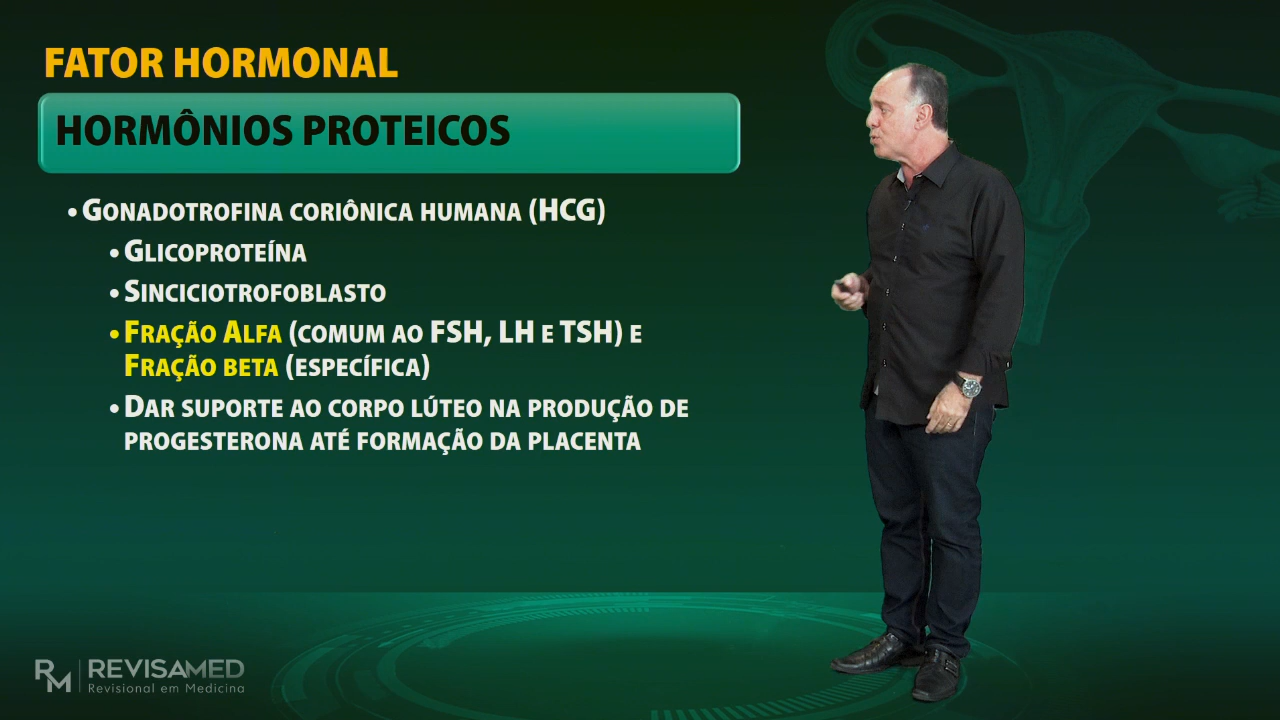 FATOR HORMONAL
HORMÔNIOS PROTEICOS
• GONADOTROFINA CORIÔNICA HUMANA (HCG)
• GLICOPROTEÍNA
• SINCICIOTROFOBLASTO
• FRAÇÃO ALFA (COMUM AO FSH, LH E TSH) E
FRAÇÃO BETA (ESPECÍFICA)
• DAR SUPORTE AO CORPO LÚTEO NA PRODUÇÃO DE
PROGESTERONA ATÉ FORMAÇÃO DA PLACENTA
RM REVISAMED
Revisional em Medicina